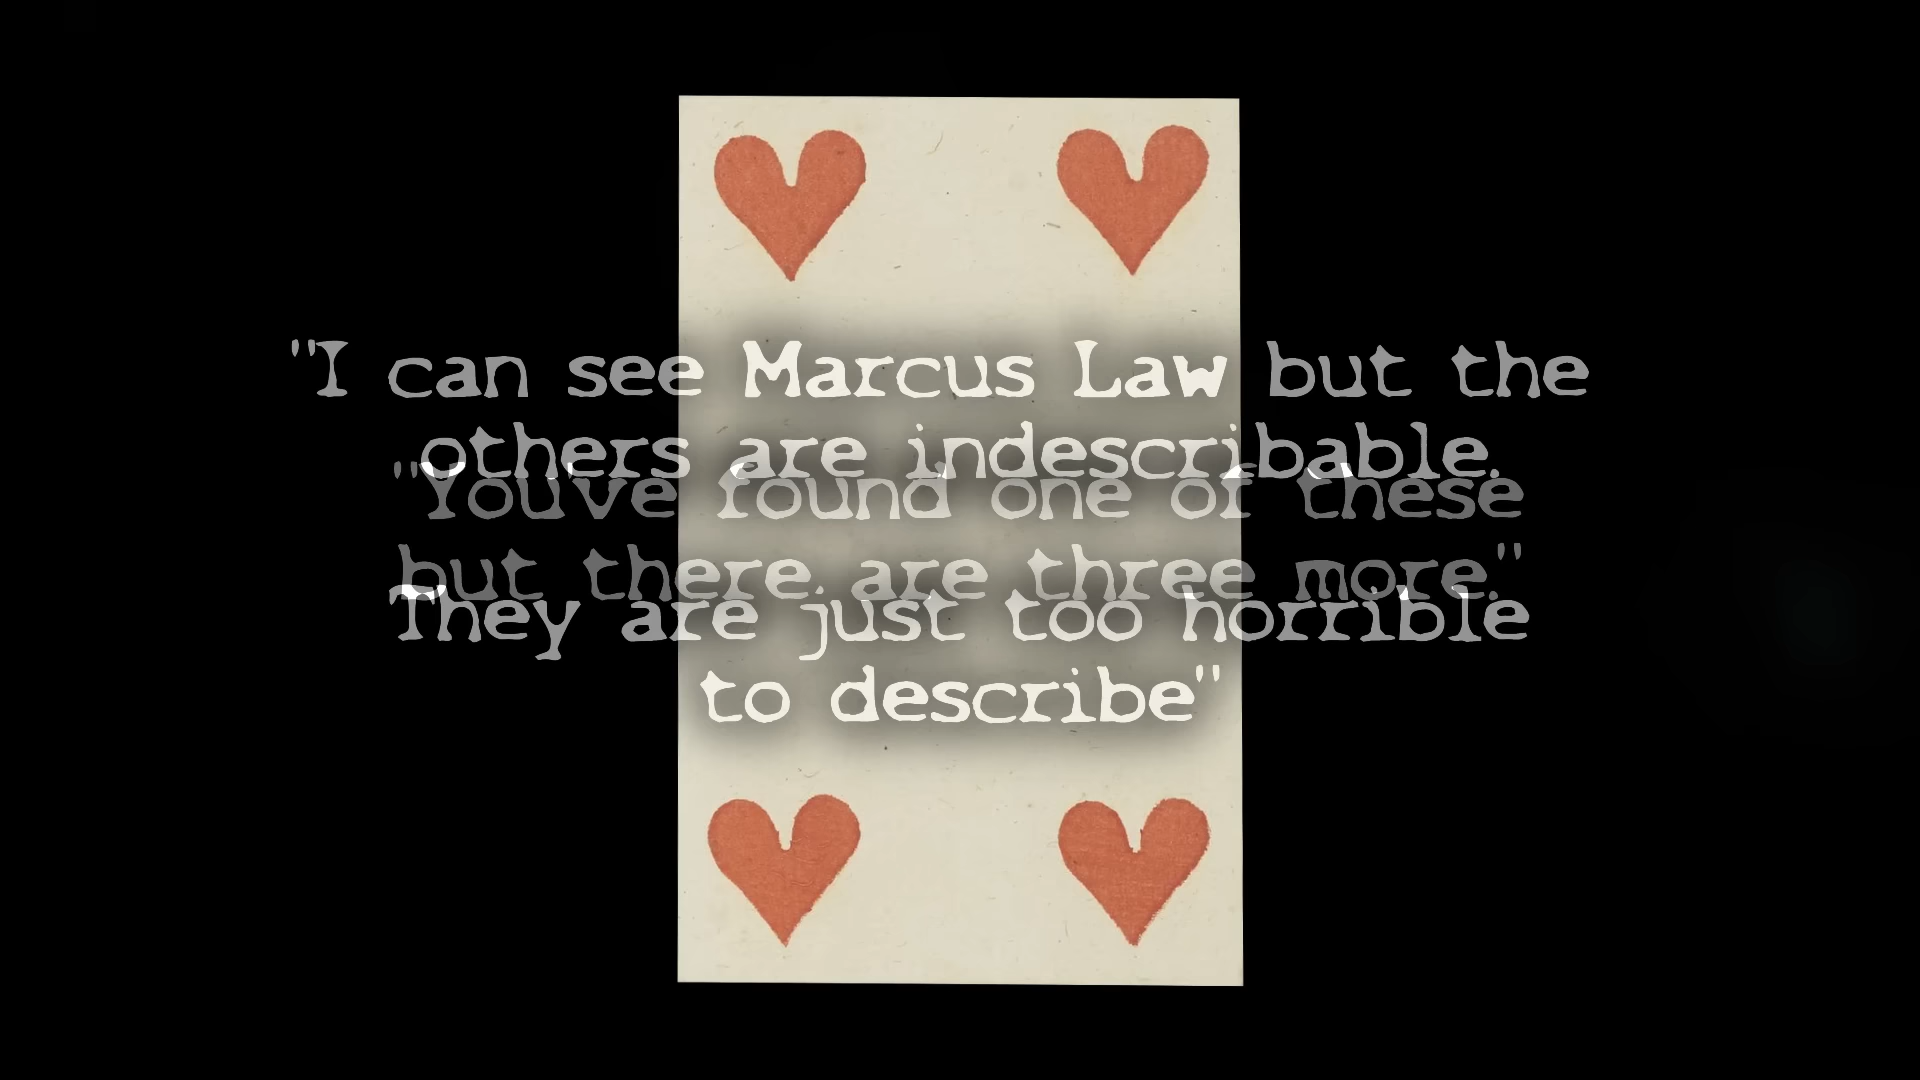 "I can see Marcus Law but the
others are indescribable.
"You've found one of these
but there are three more."
They are just too horrible
to describe"